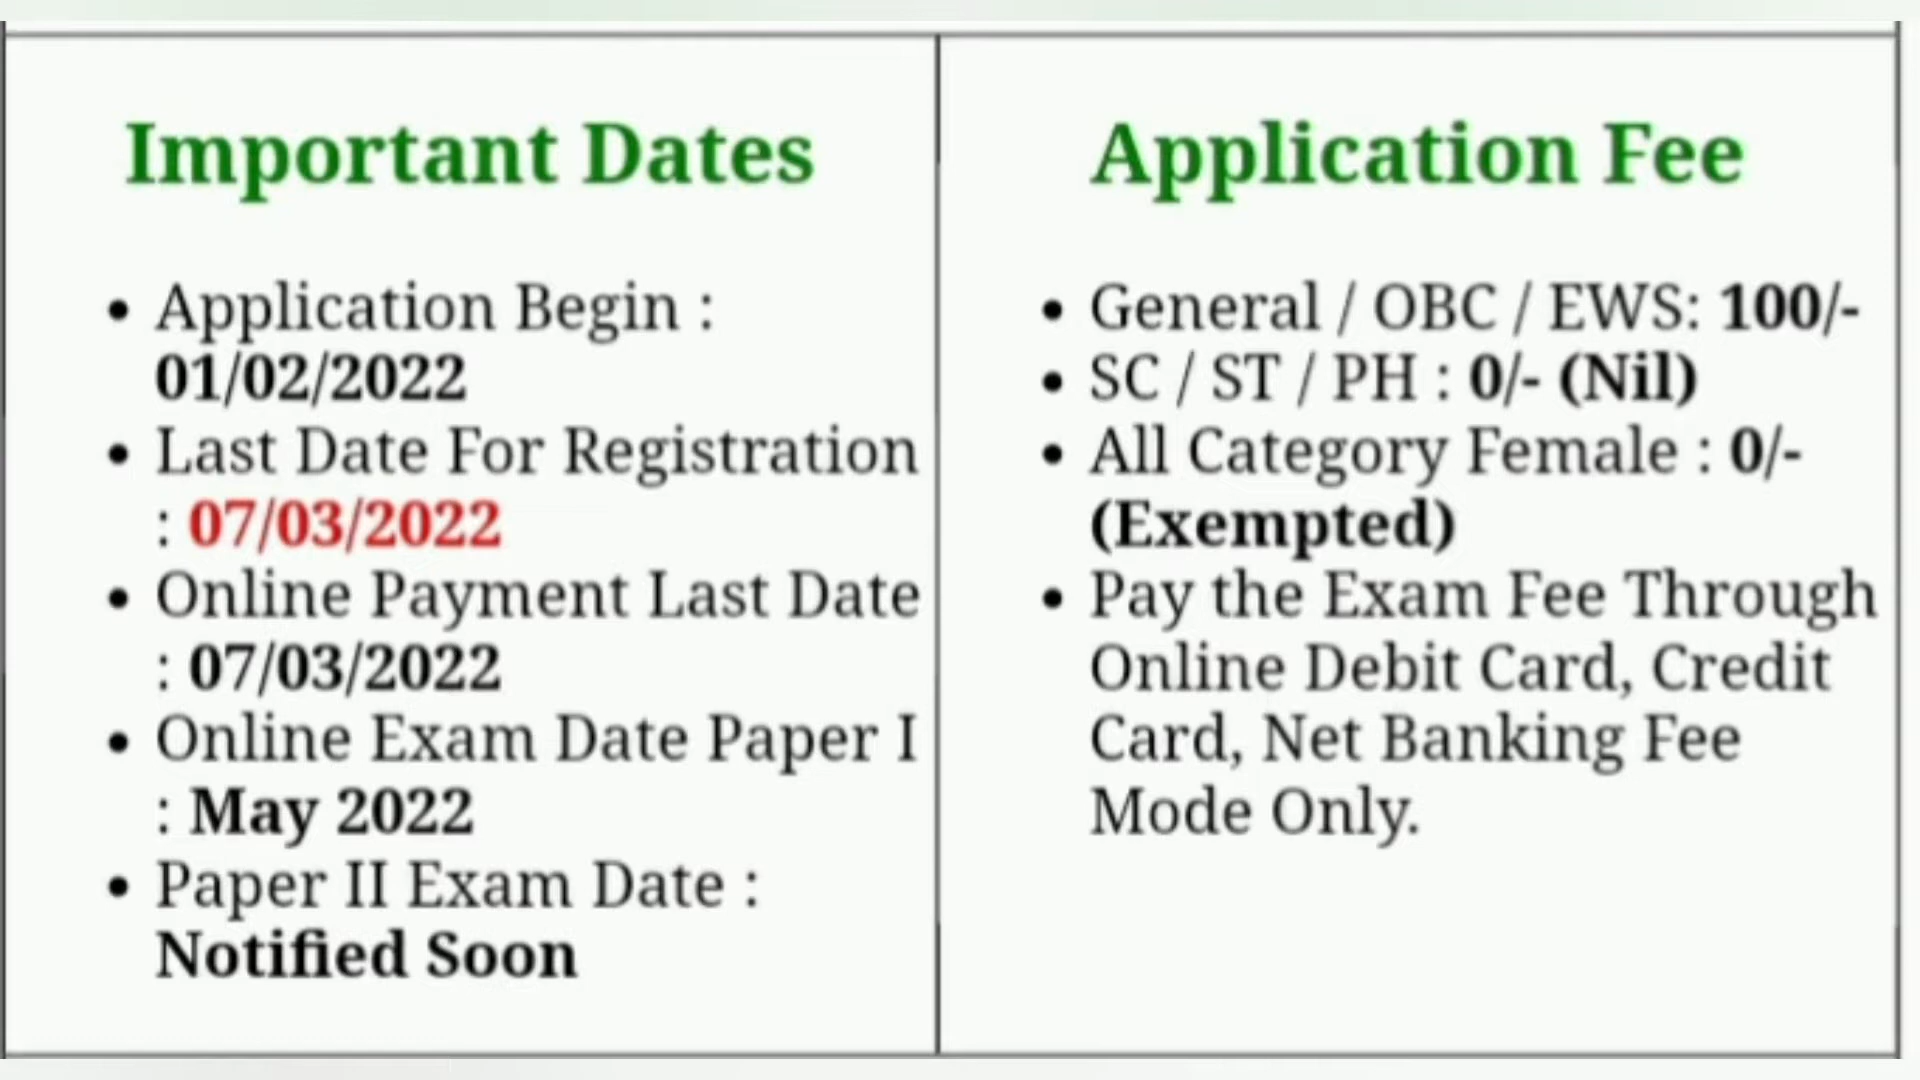 Important Dates
Application Begin :
01/02/2022
Last Date For Registration
: 07/03/2022
Online Payment Last Date
: 07/03/2022
Online Exam Date Paper I
: May 2022
Paper II Exam Date :
Notified Soon
Application Fee
General / OBC / EWS: 100/-
SC / ST / PH : 0/- (Nil)
All Category Female : 0/-
(Exempted)
Pay the Exam Fee Through
Online Debit Card, Credit
Card, Net Banking Fee
Mode Only.